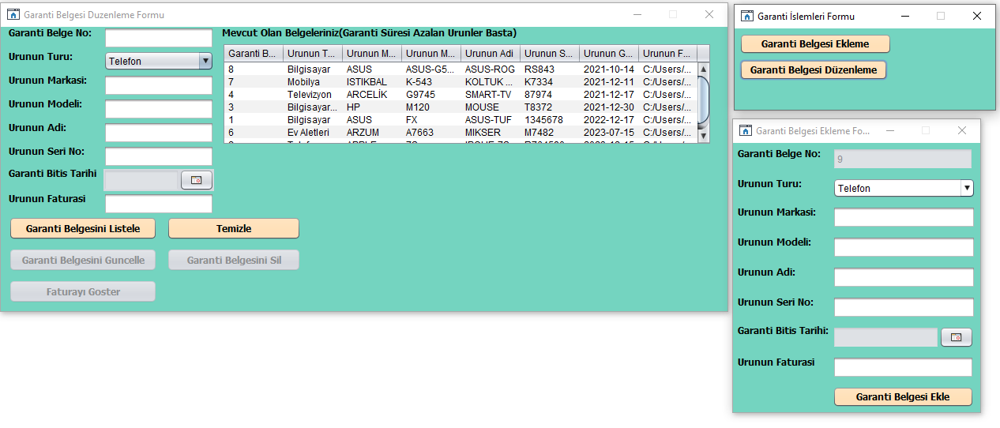 Garanti Belgesi Duzenleme Formu
Garanti Belge No:
Urunun Turu:
Telefon
Urunun Markasi:
Urunun Modeli:
Urunun Adi:
Urunun Seri No:
Garanti Bitis Tarihi
Urunun Faturasi
Garanti Belgesini Listele
Temizle
Garanti Belgesini Guncelle
Garanti Belgesini Sil
Faturayı Goster
Mevcut Olan Belgeleriniz(Garanti Süresi Azalan Urunler Basta)
Garanti B... Urunun T... Urunun M... Urunun M... Urunun Adi Urunun S... Urunun G... Urunun F...
8 Bilgisayar ASUS ASUS-G5... ASUS-ROG RS843 2021-10-14 C:/Users/...
7 Mobilya ISTIKBAL K-543 KOLTUK ... K7334 2021-12-11 C:/Users/...
4 Televizyon ARCELİK G9745 SMART-TV 87974 2021-12-17 C:/Users/...
3 Bilgisayar... HP M120 MOUSE T8372 2021-12-30 C:/Users/...
1 Bilgisayar ASUS FX ASUS-TUF 1345678 2022-12-17 C:/Users/...
6 Ev Aletleri ARZUM A7663 MIKSER M7482 2023-07-15 C:/Users/...
Garanti İslemleri Formu
Garanti Belgesi Ekleme
Garanti Belgesi Düzenleme
Garanti Belgesi Ekleme Fo...
Garanti Belge No:
9
Urunun Turu:
Telefon
Urunun Markasi:
Urunun Modeli:
Urunun Adi:
Urunun Seri No:
Garanti Bitis Tarihi:
Urunun Faturasi
Garanti Belgesi Ekle